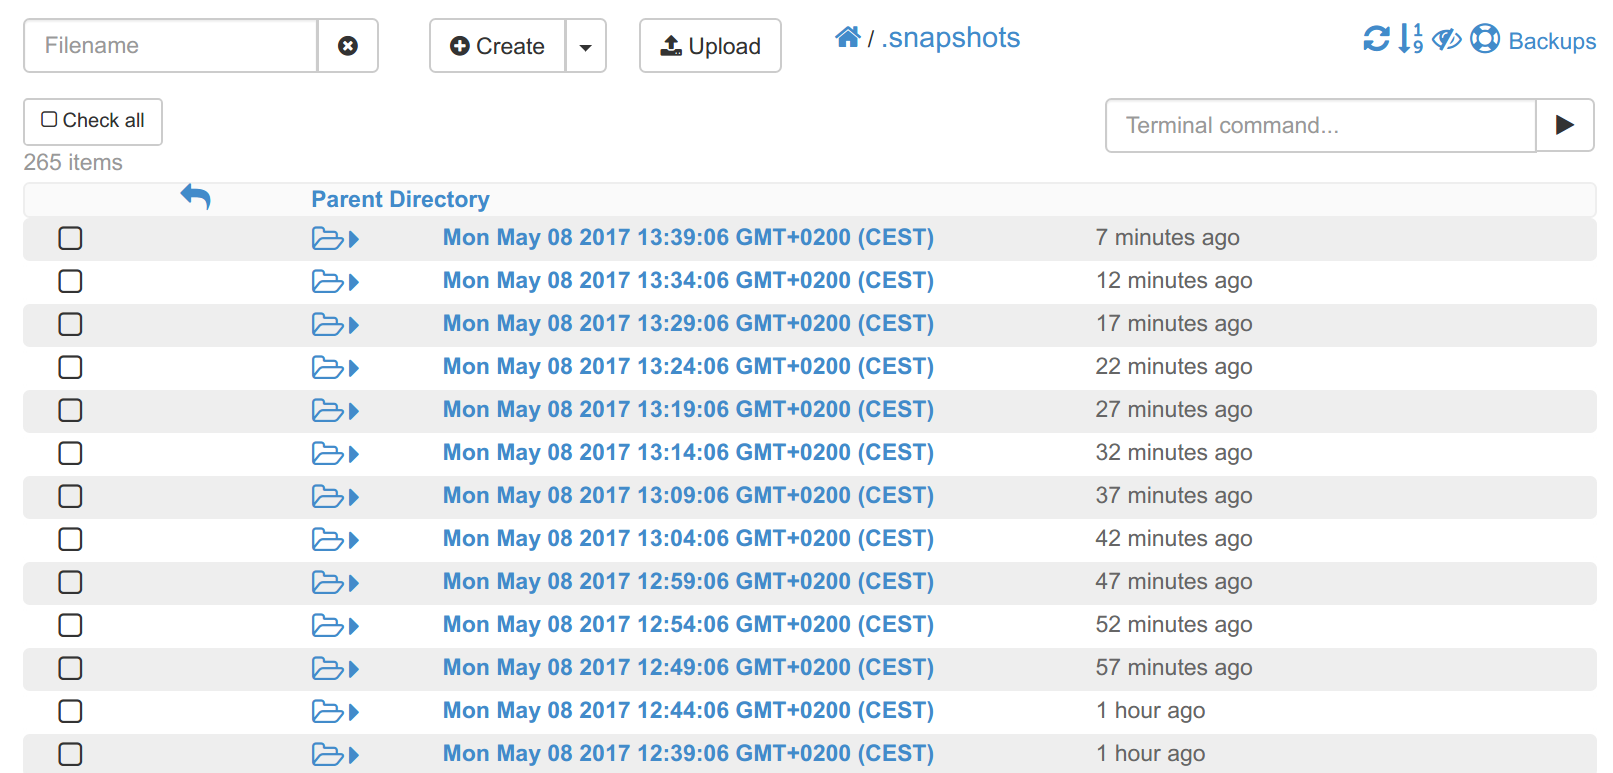 Filename
Create
Upload
/ .snapshots
1
9
Backups
Check all
Terminal command...
265 items
Parent Directory
Mon May 08 2017 13:39:06 GMT+0200 (CEST) 7 minutes ago
Mon May 08 2017 13:34:06 GMT+0200 (CEST) 12 minutes ago
Mon May 08 2017 13:29:06 GMT+0200 (CEST) 17 minutes ago
Mon May 08 2017 13:24:06 GMT+0200 (CEST) 22 minutes ago
Mon May 08 2017 13:19:06 GMT+0200 (CEST) 27 minutes ago
Mon May 08 2017 13:14:06 GMT+0200 (CEST) 32 minutes ago
Mon May 08 2017 13:09:06 GMT+0200 (CEST) 37 minutes ago
Mon May 08 2017 13:04:06 GMT+0200 (CEST) 42 minutes ago
Mon May 08 2017 12:59:06 GMT+0200 (CEST) 47 minutes ago
Mon May 08 2017 12:54:06 GMT+0200 (CEST) 52 minutes ago
Mon May 08 2017 12:49:06 GMT+0200 (CEST) 57 minutes ago
Mon May 08 2017 12:44:06 GMT+0200 (CEST) 1 hour ago
Mon May 08 2017 12:39:06 GMT+0200 (CEST) 1 hour ago